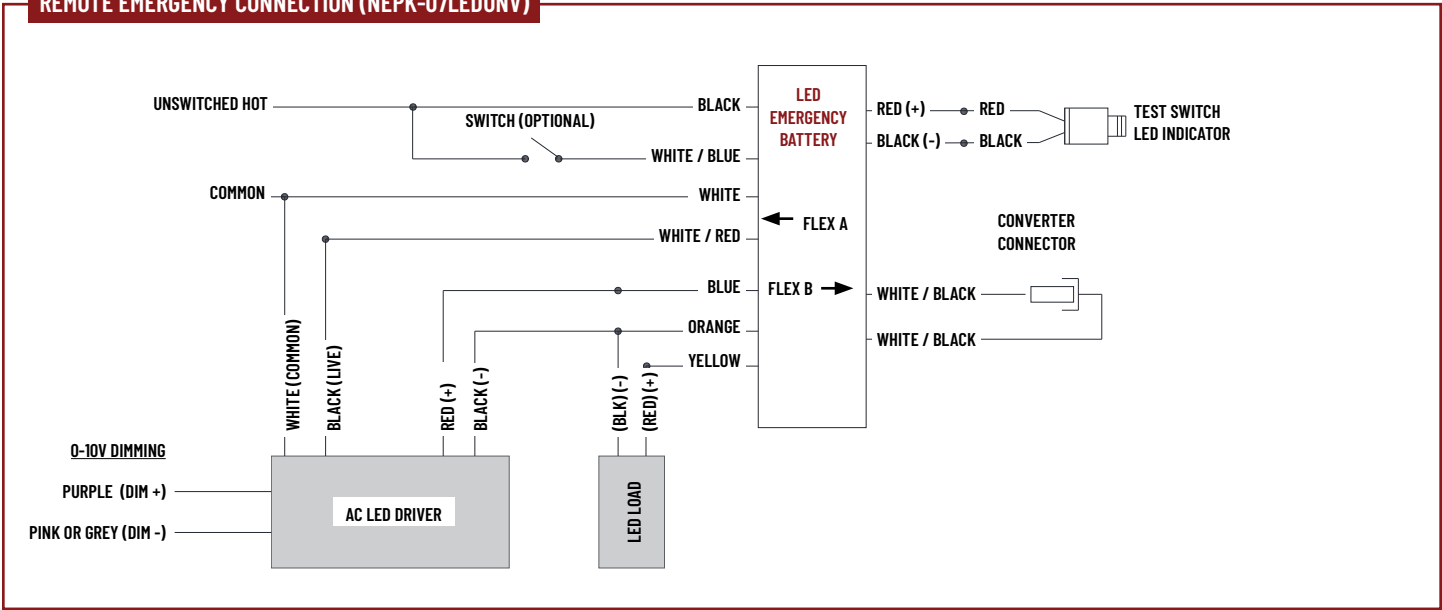 REMOTE EMERGENCY CONNECTION (NEPK-07LEDUNV)
UNSWITCHED HOT
BLACK
SWITCH (OPTIONAL)
WHITE / BLUE
COMMON
WHITE
WHITE / RED
BLUE
ORANGE
YELLOW
LED
EMERGENCY
BATTERY
FLEX A
FLEX B
RED (+)
RED
BLACK (-)
BLACK
TEST SWITCH
LED INDICATOR
CONVERTER
CONNECTOR
WHITE / BLACK
WHITE / BLACK
WHITE (COMMON)
BLACK (LIVE)
RED (+)
BLACK (-)
(BLK) (-)
(RED) (+)
0-10V DIMMING
PURPLE (DIM +)
PINK OR GREY (DIM -)
AC LED DRIVER
LED LOAD